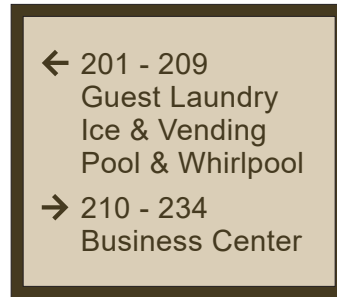 ← 201 - 209
Guest Laundry
Ice & Vending
Pool & Whirlpool
→ 210 - 234
Business Center